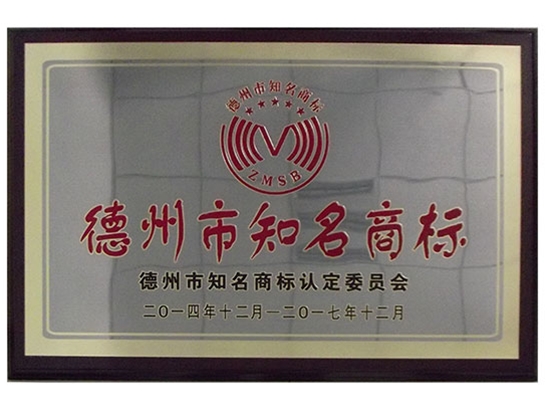 德州市知名商标
ZMSB
德州市知名商标
德州市知名商标认定委员会
二〇一四年十二月一二〇一七年十二月